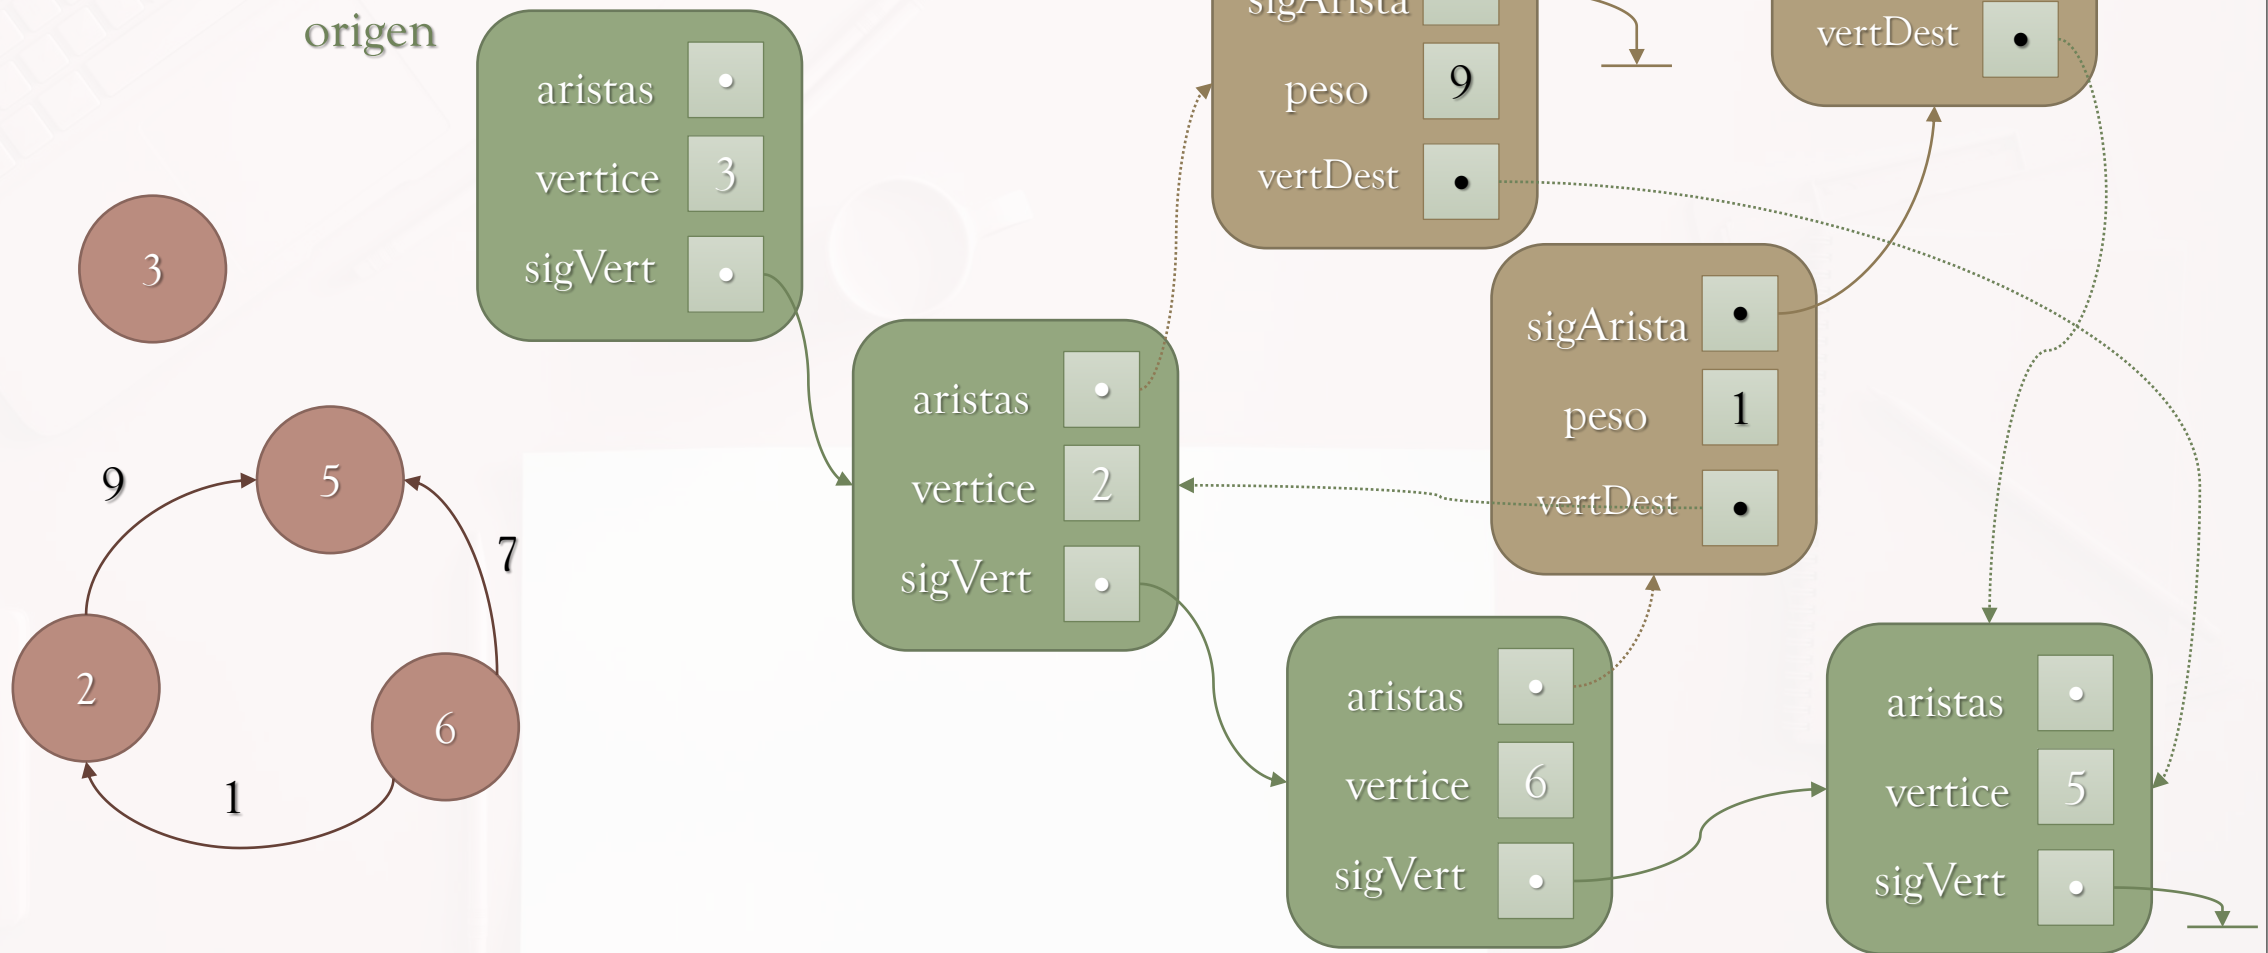 origen
aristas
vertice 3
sigVert
sigArista
peso 9
vertDest
vertDest
3
5
9
7
2
6
1
aristas
vertice 2
sigVert
sigArista
peso 1
vertDest
aristas
vertice 6
sigVert
aristas
vertice 5
sigVert